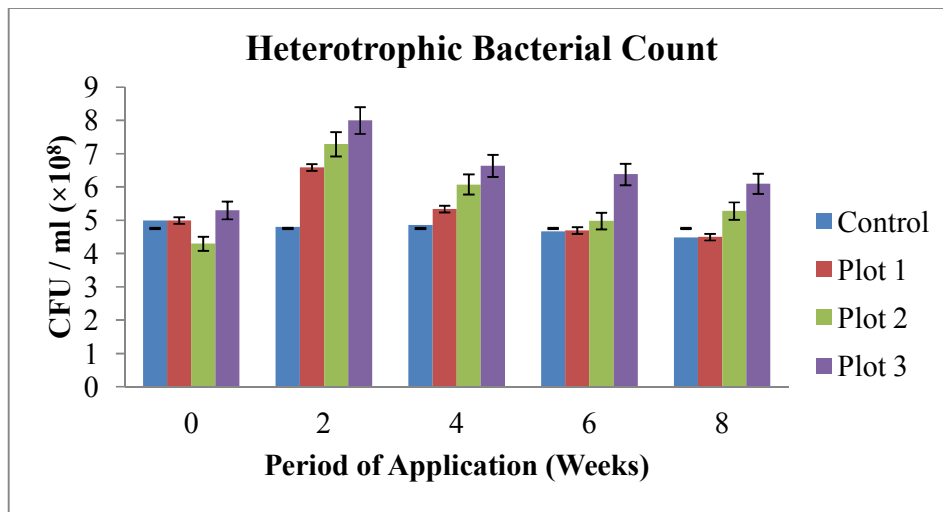 Heterotrophic Bacterial Count
CFU / ml (×10⁸)
9
8
7
6
5
4
3
2
1
0
0 2 4 6 8
Period of Application (Weeks)
Control
Plot 1
Plot 2
Plot 3